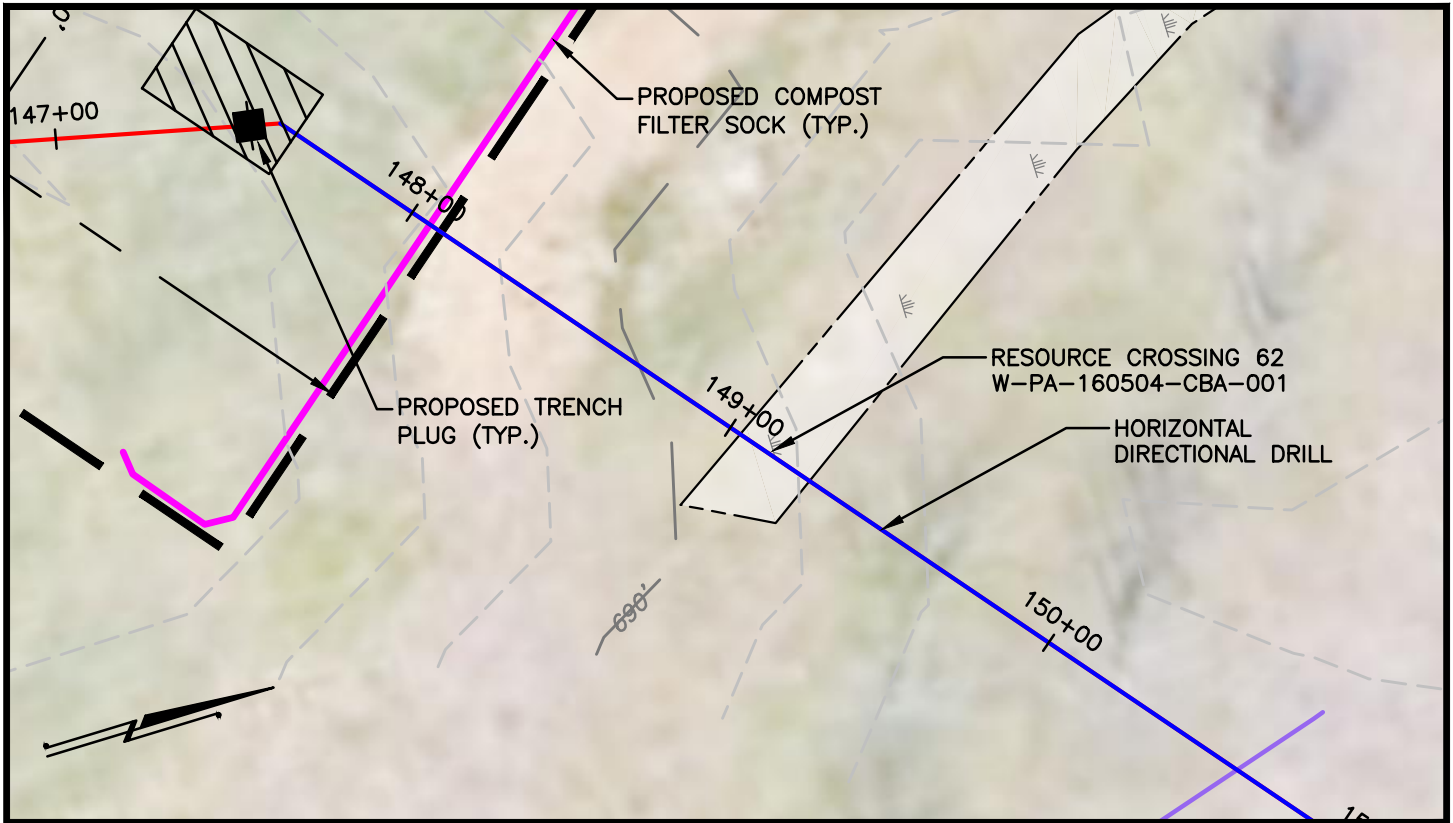 147+00
PROPOSED COMPOST
FILTER SOCK (TYP.)
148+00
RESOURCE CROSSING 62
W-PA-160504-CBA-001
149+00
PROPOSED TRENCH
PLUG (TYP.)
HORIZONTAL
DIRECTIONAL DRILL
690'
150+00